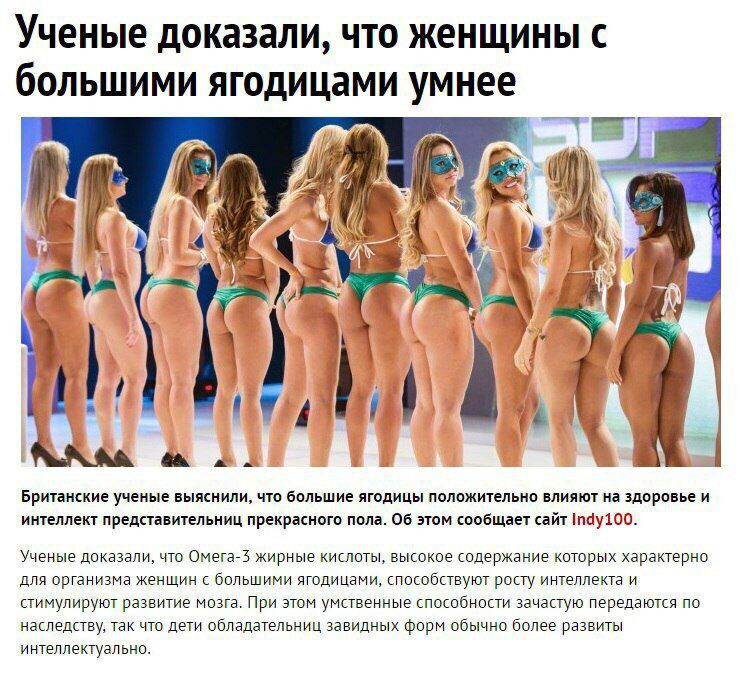 Ученые доказали, что женщины с
большими ягодицами умнее
Британские ученые выяснили, что большие ягодицы положительно влияют на здоровье и
интеллект представительниц прекрасного пола. Об этом сообщает сайт Indy100.
Ученые доказали, что Омега-3 жирные кислоты, высокое содержание которых характерно
для организма женщин с большими ягодицами, способствуют росту интеллекта и
стимулируют развитие мозга. При этом умственные способности зачастую передаются по
наследству, так что дети обладательниц завидных форм обычно более развиты
интеллектуально.